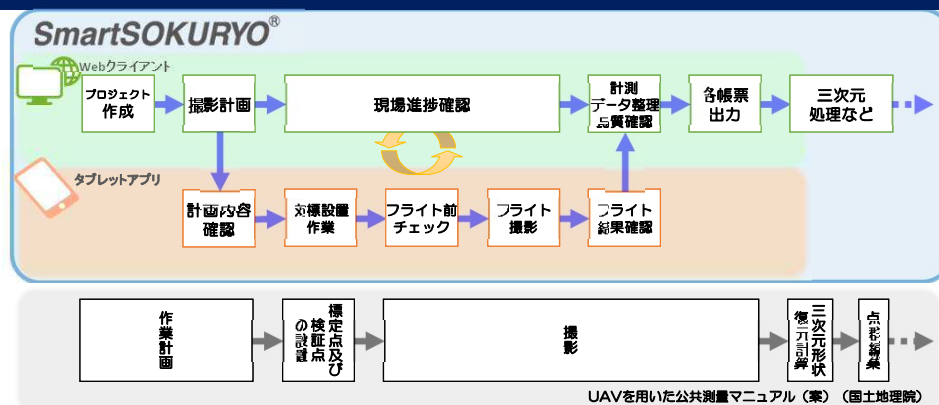 SmartSOKURYO®
Webクライアント
プロジェクト
作成
撮影計画
現場進捗確認
計測
データ整理
品質確認
各帳票
出力
三次元
処理など
タブレットアプリ
計画内容
確認
対標設置
作業
フライト前
チェック
フライト
撮影
フライト
結果確認
作業計画
標定点及び
検証点
の設置
撮影
三次元形状
復元計算
点群編集
UAVを用いた公共測量マニュアル（案）（国土地理院）